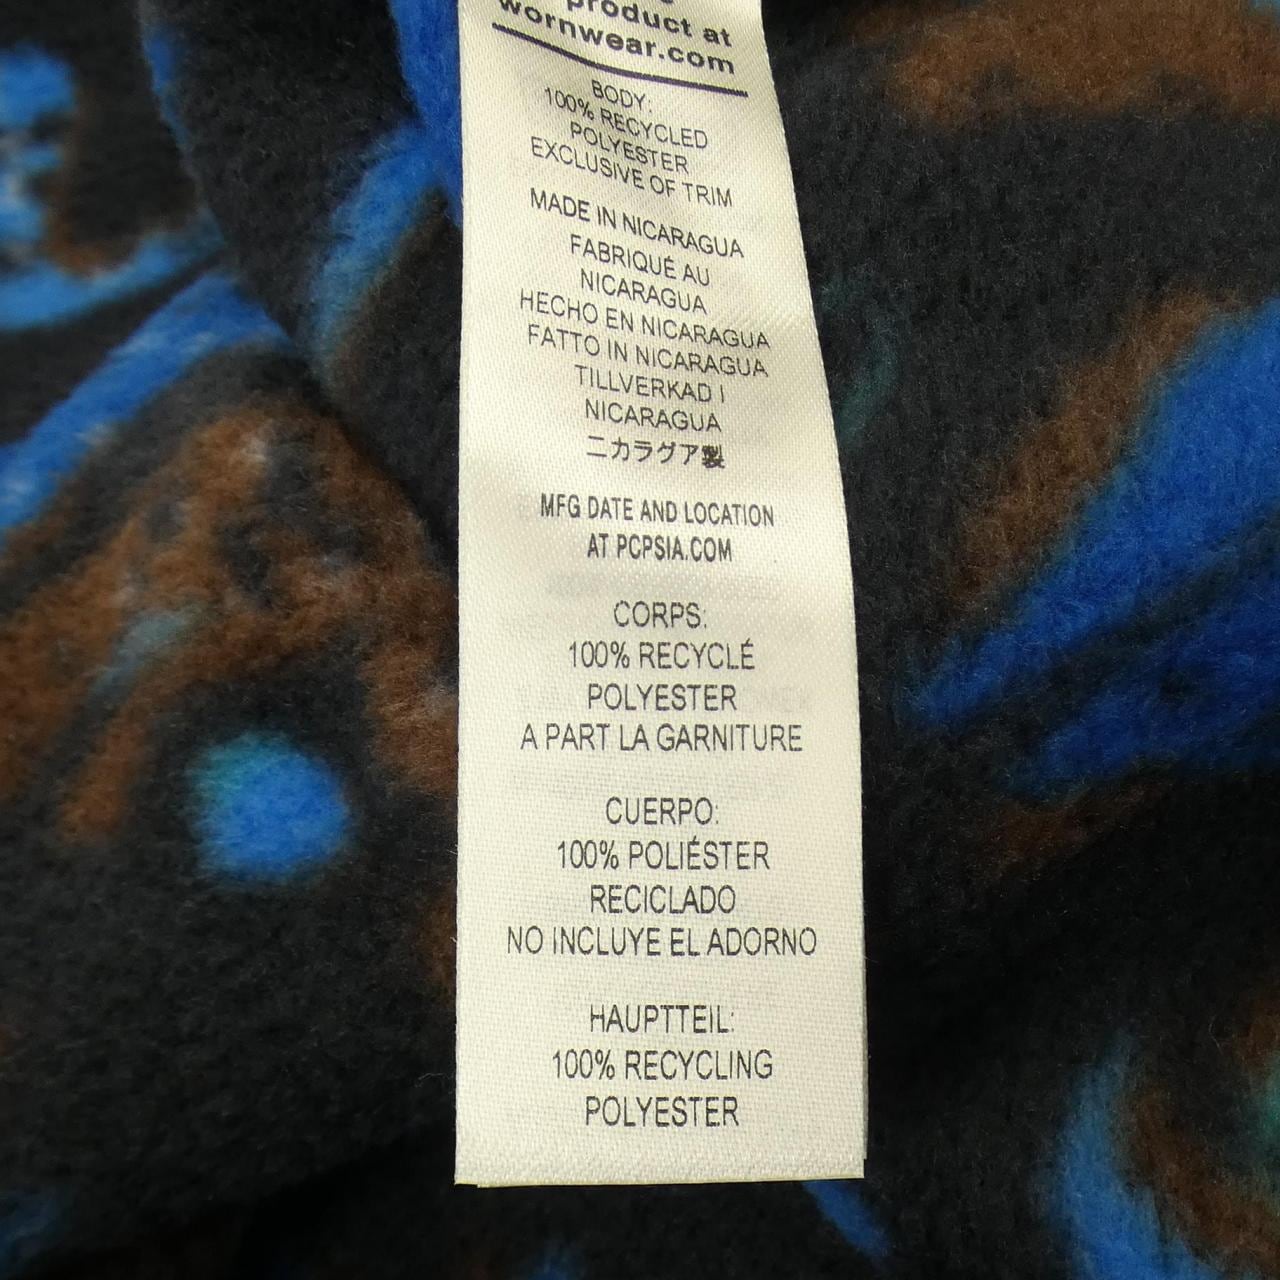 product at
wornwear.com
BODY:
100% RECYCLED
POLYESTER
EXCLUSIVE OF TRIM
MADE IN NICARAGUA
FABRIQUÉ AU
NICARAGUA
HECHO EN NICARAGUA
FATTO IN NICARAGUA
TILLVERKAD I
NICARAGUA
ニカラグア製
MFG DATE AND LOCATION
AT PCPSIA.COM
CORPS:
100% RECYCLÉ
POLYESTER
A PART LA GARNITURE
CUERPO:
100% POLIÉSTER
RECICLADO
NO INCLUYE EL ADORNO
HAUPTTEIL:
100% RECYCLING
POLYESTER